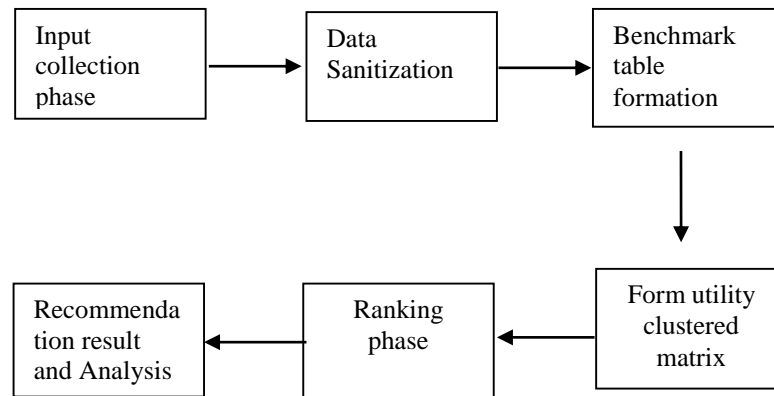 Input
collection
phase
Data
Sanitization
Benchmark
table
formation
Form utility
clustered
matrix
Ranking
phase
Recommenda
tion result
and Analysis